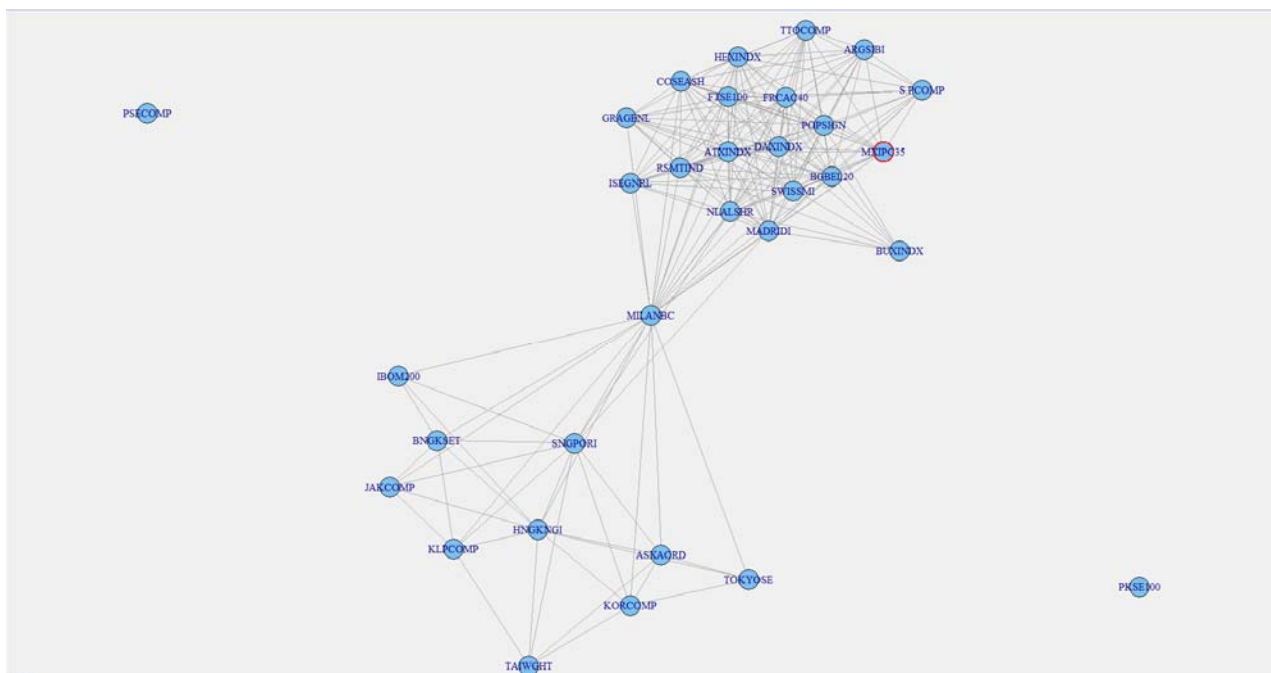 TTOCOMP
ARGSIBI
HEXINDX
COSEASH
S PCOMP
FTSE100
FRCAC40
PSECOMP
GRAGENL
POPSIGN
DAXINDX
ATXINDX
MXIPC35
RSMTIND
BGBEL20
ISEGNRL
SWISSMI
NLALSHR
MADRIDI
BUXINDX
MILANBC
IBOM200
BNGKSET
SNGPORI
JAKCOMP
HNGKNGI
KLPCOMP
ASXAORD
TOKYOSE
PKSE100
KORCOMP
TAIWGHT